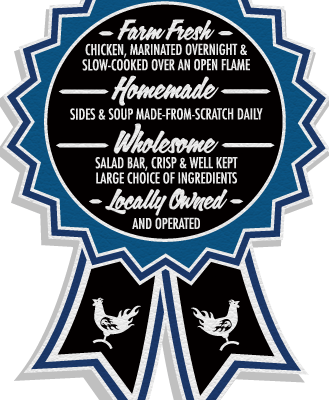 Farm Fresh
CHICKEN, MARINATED OVERNIGHT &
SLOW-COOKED OVER AN OPEN FLAME
Homemade
SIDES & SOUP MADE-FROM-SCRATCH DAILY
Wholesome
SALAD BAR, CRISP & WELL KEPT
LARGE CHOICE OF INGREDIENTS
Locally Owned
AND OPERATED